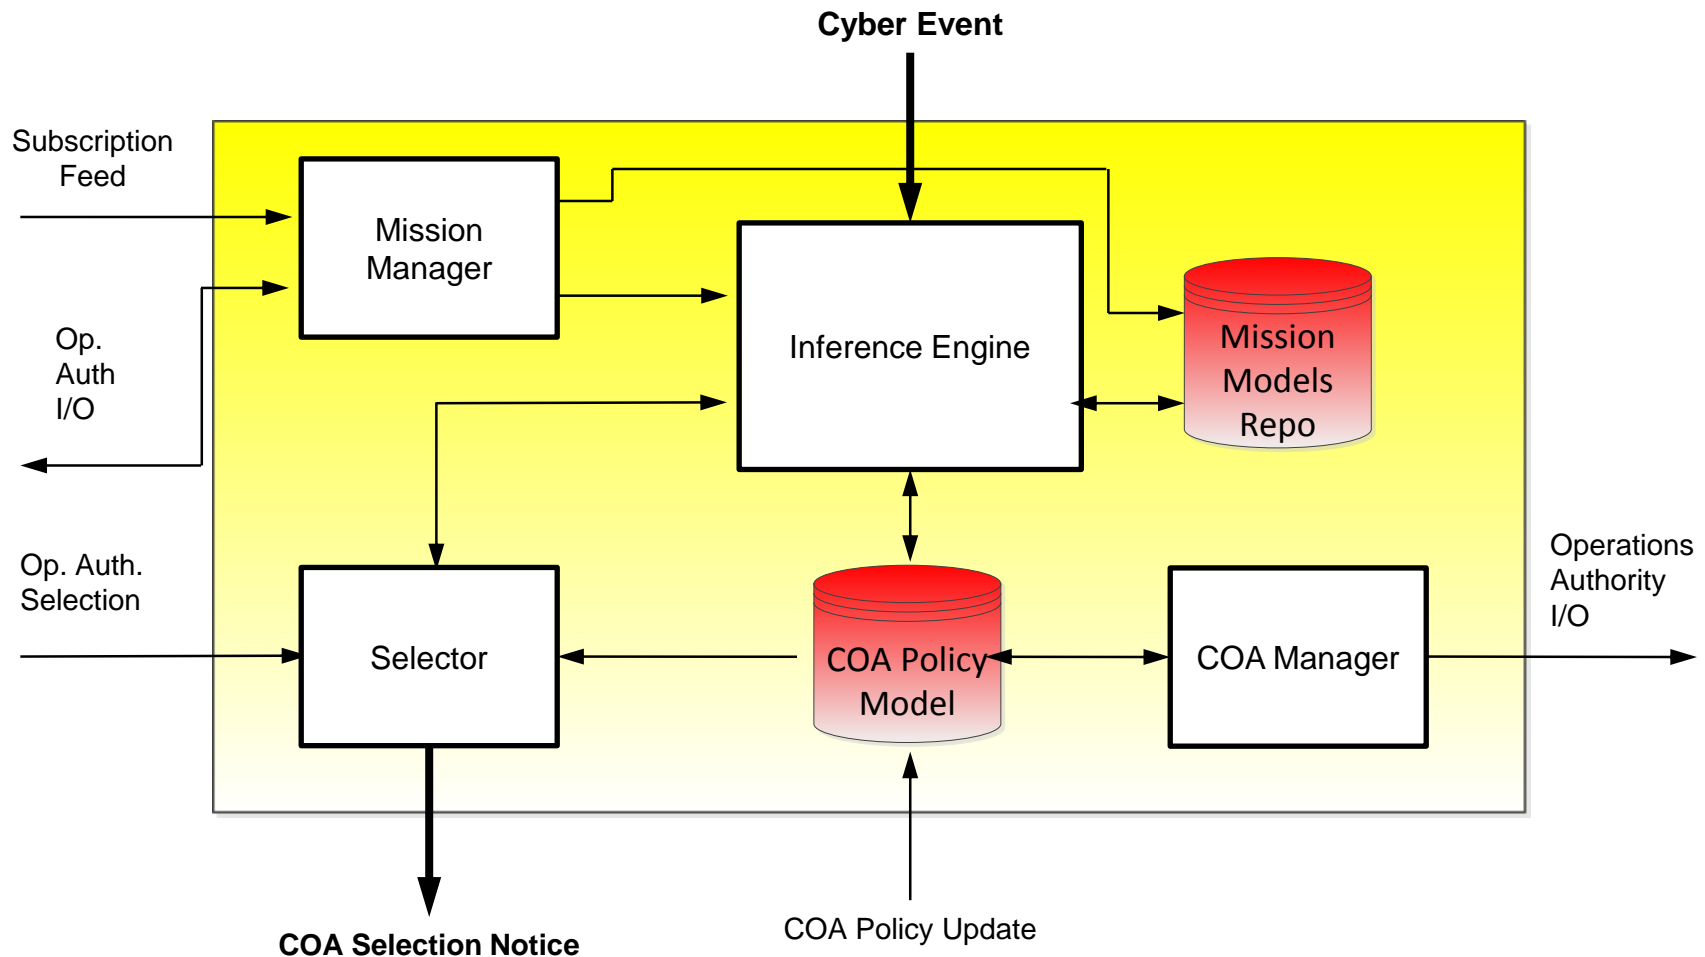 Cyber Event
Subscription
Feed
Mission
Manager
Inference Engine
Mission
Models
Repo
Op.
Auth
I/O
Op. Auth.
Selection
Selector
COA Policy
Model
COA Manager
Operations
Authority
I/O
COA Selection Notice
COA Policy Update